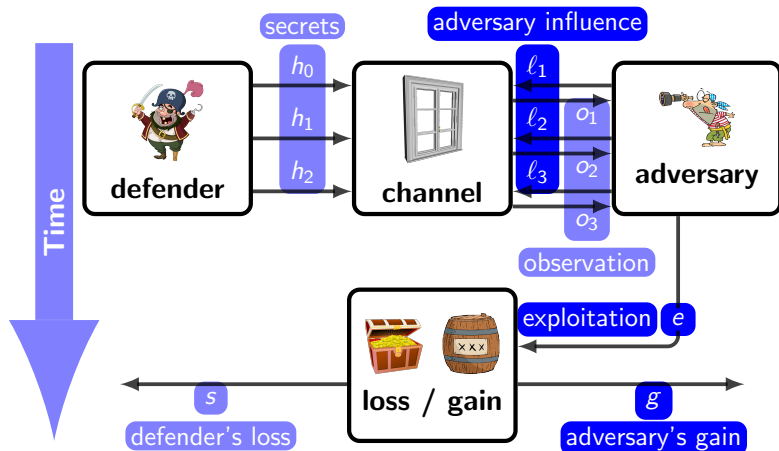 secrets
adversary influence
h₀
ℓ₁
h₁
ℓ₂
o₁
h₂
ℓ₃
o₂
o₃
defender
channel
adversary
Time
observation
exploitation
e
x x x
loss / gain
s
g
defender's loss
adversary's gain